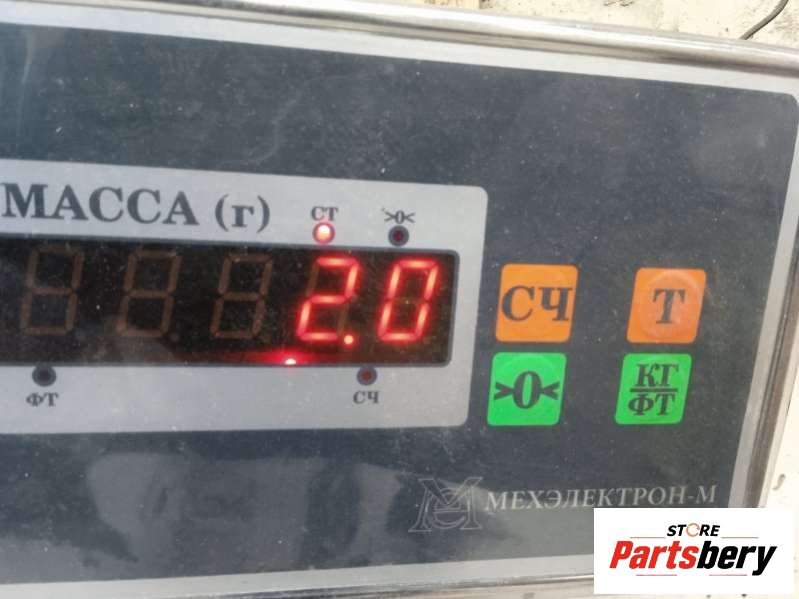 МАССА (г)
СТ >0<
2.0
ФТ СЧ
СЧ Т
>0< КГ
ФТ
МЕХЭЛЕКТРОН-М
STORE
Partsbery